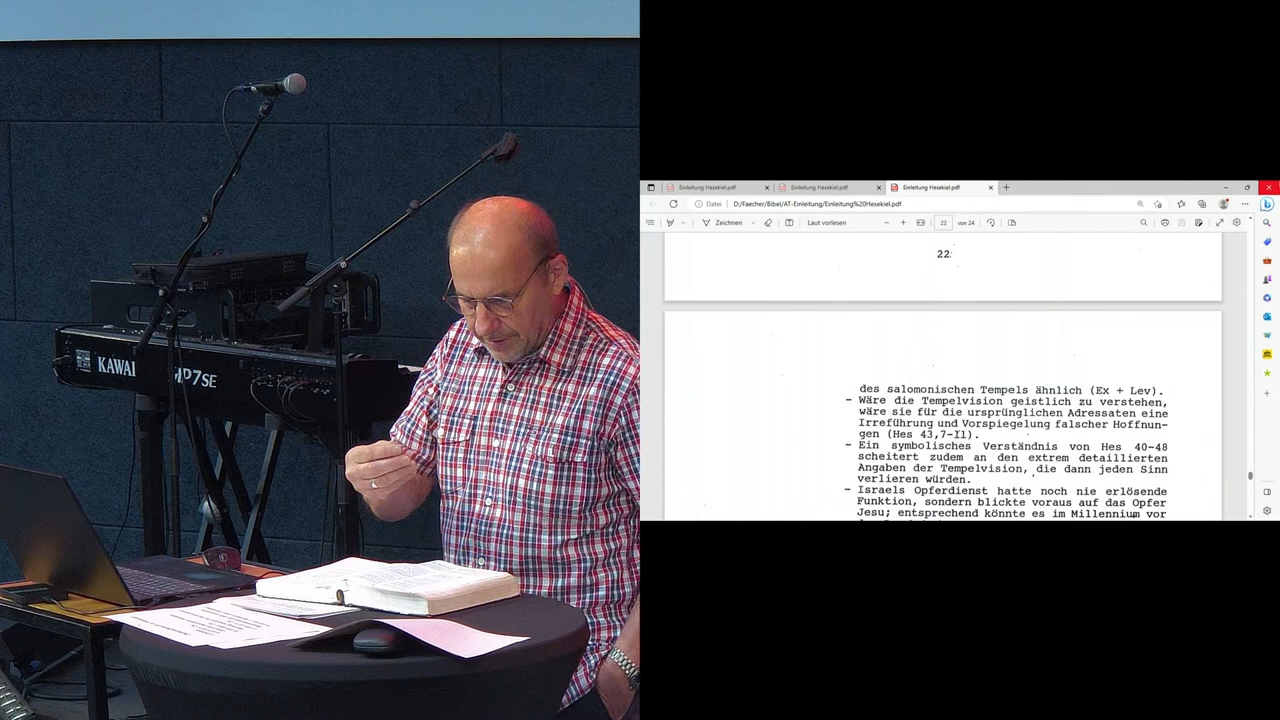 KAWAI MP7SE
Einleitung Hesekiel.pdf
Einleitung Hesekiel.pdf
Einleitung Hesekiel.pdf
Datei D:/Faecher/Bibel/AT-Einleitung/Einleitung%20Hesekiel.pdf
Zeichnen Laut vorlesen 22 von 24
22
des salomonischen Tempels ähnlich (Ex + Lev).
- Wäre die Tempelvision geistlich zu verstehen,
wäre sie für die ursprünglichen Adressaten eine
Irreführung und Vorspiegelung falscher Hoffnun-
gen (Hes 43,7-11).
- Ein symbolisches Verständnis von Hes 40-48
scheitert zudem an den extrem detaillierten
Angaben der Tempelvision, die dann jeden Sinn
verlieren würden.
- Israels Opferdienst hatte noch nie erlösende
Funktion, sondern blickte voraus auf das Opfer
Jesu; entsprechend könnte es im Millennium vor